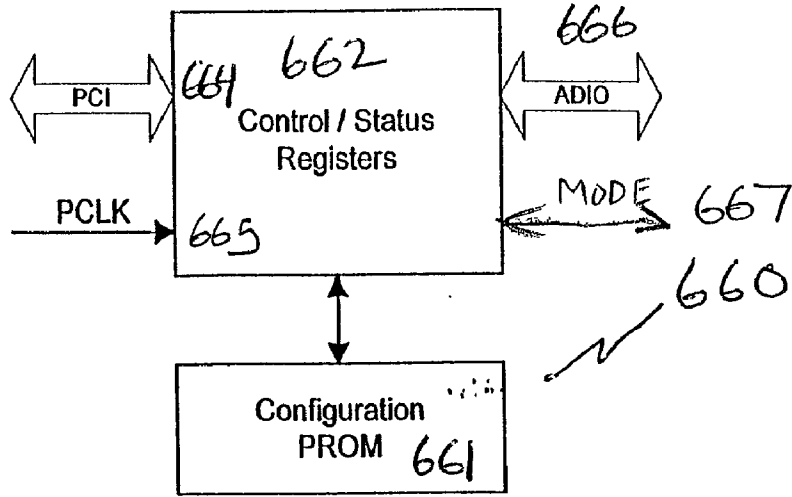 666
662
664
PCI
ADIO
Control / Status
Registers
MODE
667
PCLK
665
660
Configuration
PROM
661